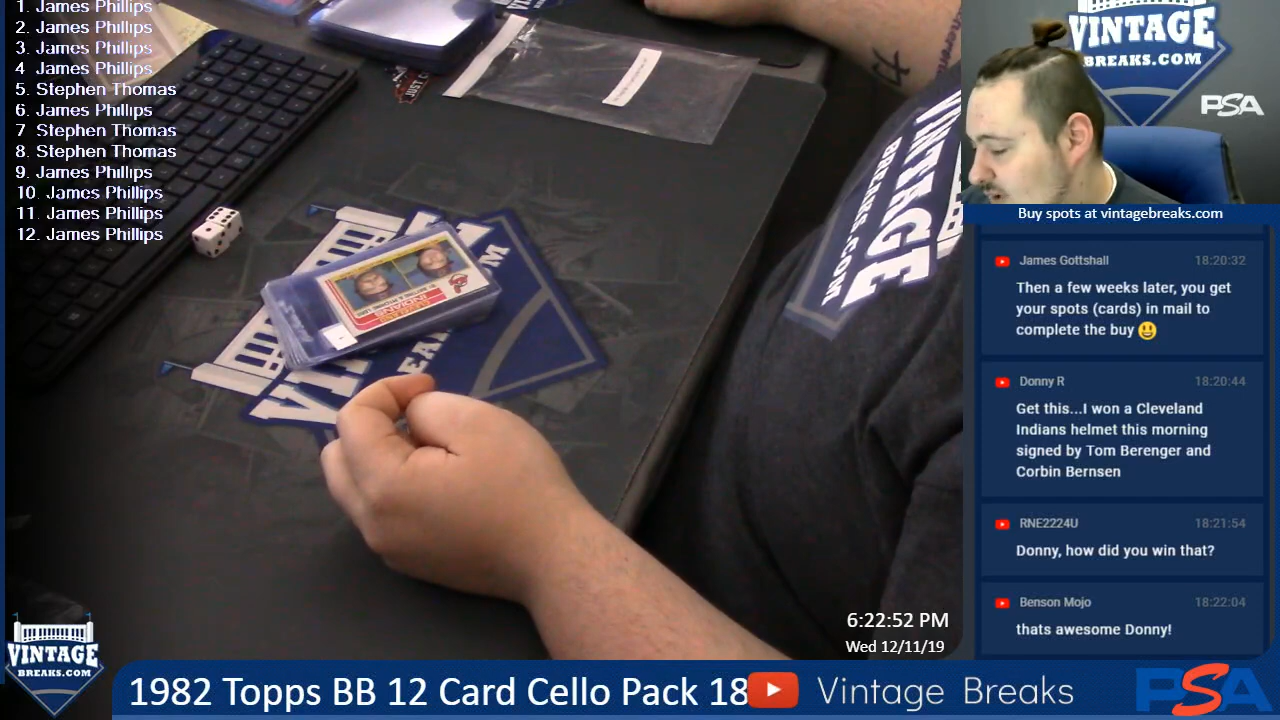 1. James Phillips
2. James Phillips
3. James Phillips
4 James Phillips
5. Stephen Thomas
6. James Phillips
7 Stephen Thomas
8. Stephen Thomas
9. James Phillips
10. James Phillips
11. James Phillips
12. James Phillips
INDIANS
VINTAGE
BREAKS.COM
VINTAGE
BREAKS.COM
PSA
Buy spots at vintagebreaks.com
James Gottshall 18:20:32
Then a few weeks later, you get
your spots (cards) in mail to
complete the buy 😃
Donny R 18:20:44
Get this...I won a Cleveland
Indians helmet this morning
signed by Tom Berenger and
Corbin Bernsen
RNE2224U 18:21:54
Donny, how did you win that?
Benson Mojo 18:22:04
thats awesome Donny!
6:22:52 PM
Wed 12/11/19
VINTAGE
BREAKS.COM
1982 Topps BB 12 Card Cello Pack 18
Vintage Breaks
PSA